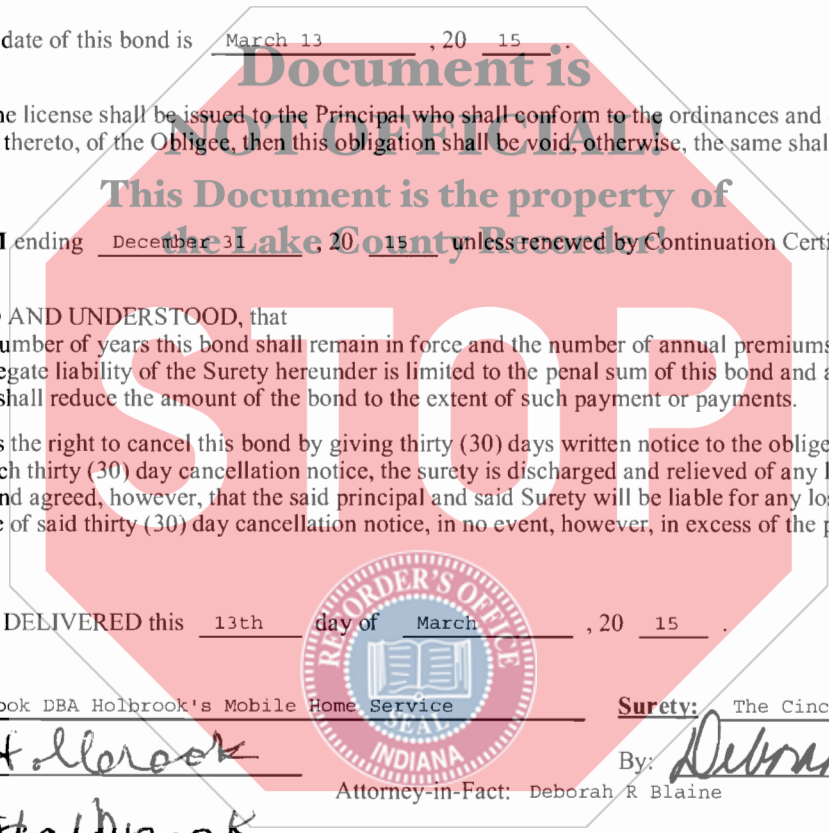 date of this bond is March 13 , 20 15 .
Document is
ne license shall be issued to the Principal who shall conform to the ordinances and
NOT OFFICIAL!
thereto, of the Obligee, then this obligation shall be void, otherwise, the same shal
This Document is the property of
the Lake County Recorder!
ending December 31 , 20 15 unless renewed by Continuation Certi
AND UNDERSTOOD, that
umber of years this bond shall remain in force and the number of annual premiums
egate liability of the Surety hereunder is limited to the penal sum of this bond and a
shall reduce the amount of the bond to the extent of such payment or payments.
STOP
s the right to cancel this bond by giving thirty (30) days written notice to the oblige
ch thirty (30) day cancellation notice, the surety is discharged and relieved of any l
nd agreed, however, that the said principal and said Surety will be liable for any los
e of said thirty (30) day cancellation notice, in no event, however, in excess of the p
RECORDER'S OFFICE
SEAL
INDIANA
DELIVERED this 13th day of March , 20 15 .
ook DBA Holbrook's Mobile Home Service Surety: The Cinc
Holbrook By: Debora
Attorney-in-Fact: Deborah R Blaine